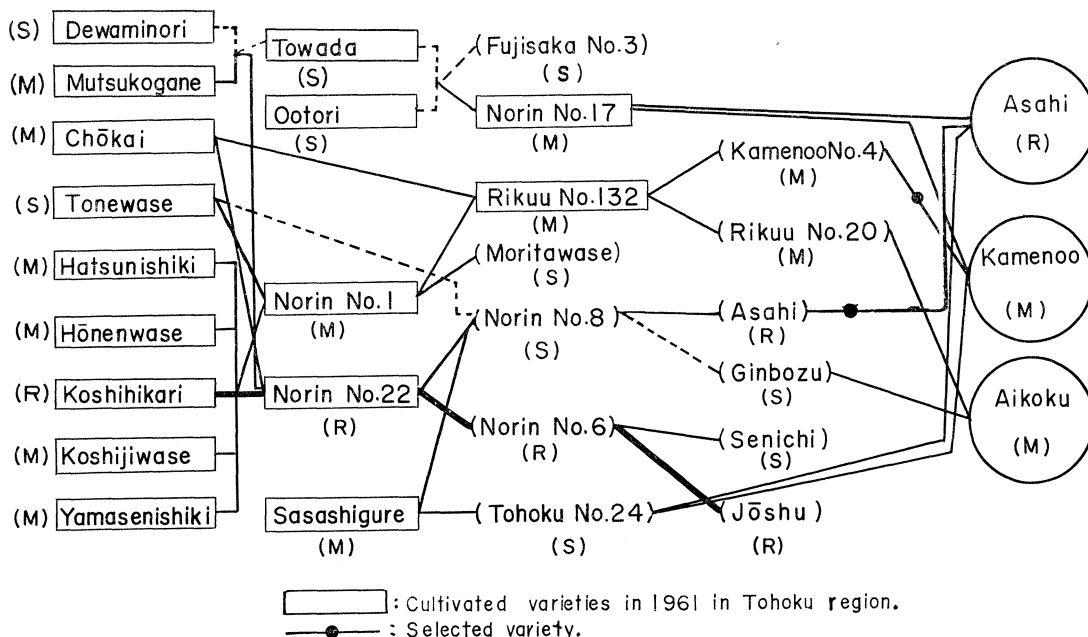 (S) Dewaminori
(M) Mutsukogane
(M) Chōkai
(S) Tonewase
(M) Hatsunishiki
(M) Hōnenwase
(R) Koshihikari
(M) Koshijiwase
(M) Yamasenishiki
Towada
(S)
Ootori
(S)
Norin No.1
(M)
Norin No.22
(R)
Sasashigure
(M)
(Fujisaka No.3)
(S)
Norin No.17
(M)
Rikuu No.132
(M)
(Moritawase)
(S)
(Norin No.8)
(S)
(Norin No.6)
(R)
(Tohoku No.24)
(S)
(KamenooNo.4)
(M)
(Rikuu No.20)
(M)
(Asahi)
(R)
(Ginbozu)
(S)
(Senichi)
(S)
(Jōshu)
(R)
Asahi
(R)
Kamenoo
(M)
Aikoku
(M)
: Cultivated varieties in 1961 in Tohoku region.
: Selected variety.